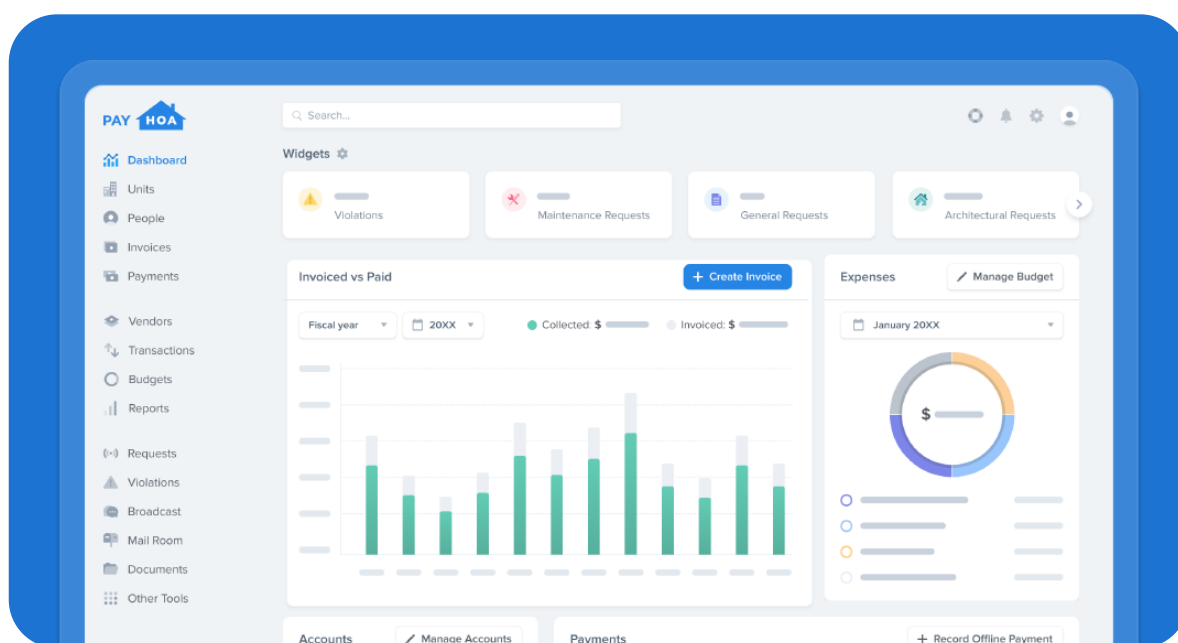 PAY HOA
Search...
Dashboard
Units
People
Invoices
Payments
Vendors
Transactions
Budgets
Reports
Requests
Violations
Broadcast
Mail Room
Documents
Other Tools
Widgets
Violations
Maintenance Requests
General Requests
Architectural Requests
Invoiced vs Paid
+ Create Invoice
Fiscal year
20XX
Collected: $
Invoiced: $
Expenses
Manage Budget
January 20XX
$
Accounts
Manage Accounts
Payments
+ Record Offline Payment